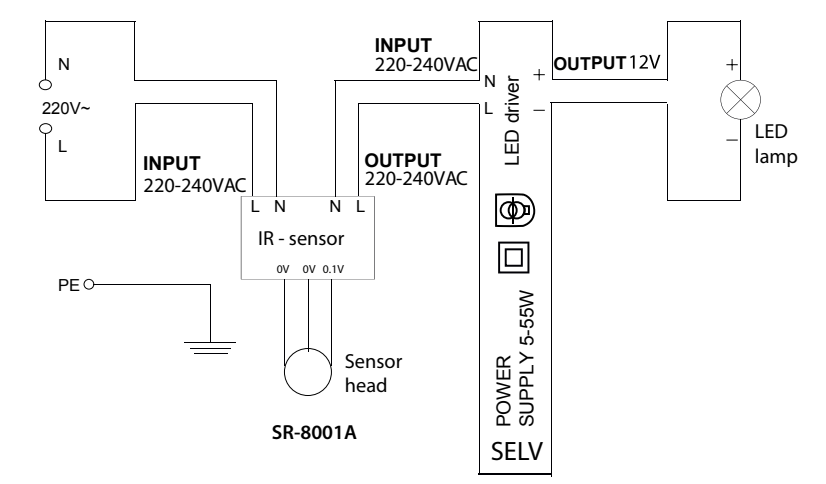 N
220V~
L
INPUT
220-240VAC
INPUT
220-240VAC
OUTPUT
220-240VAC
L N N L
IR - sensor
0V 0V 0.1V
PE
Sensor
head
SR-8001A
N
L
LED driver
+
−
OUTPUT 12V
POWER
SUPPLY 5-55W
SELV
+
−
LED
lamp